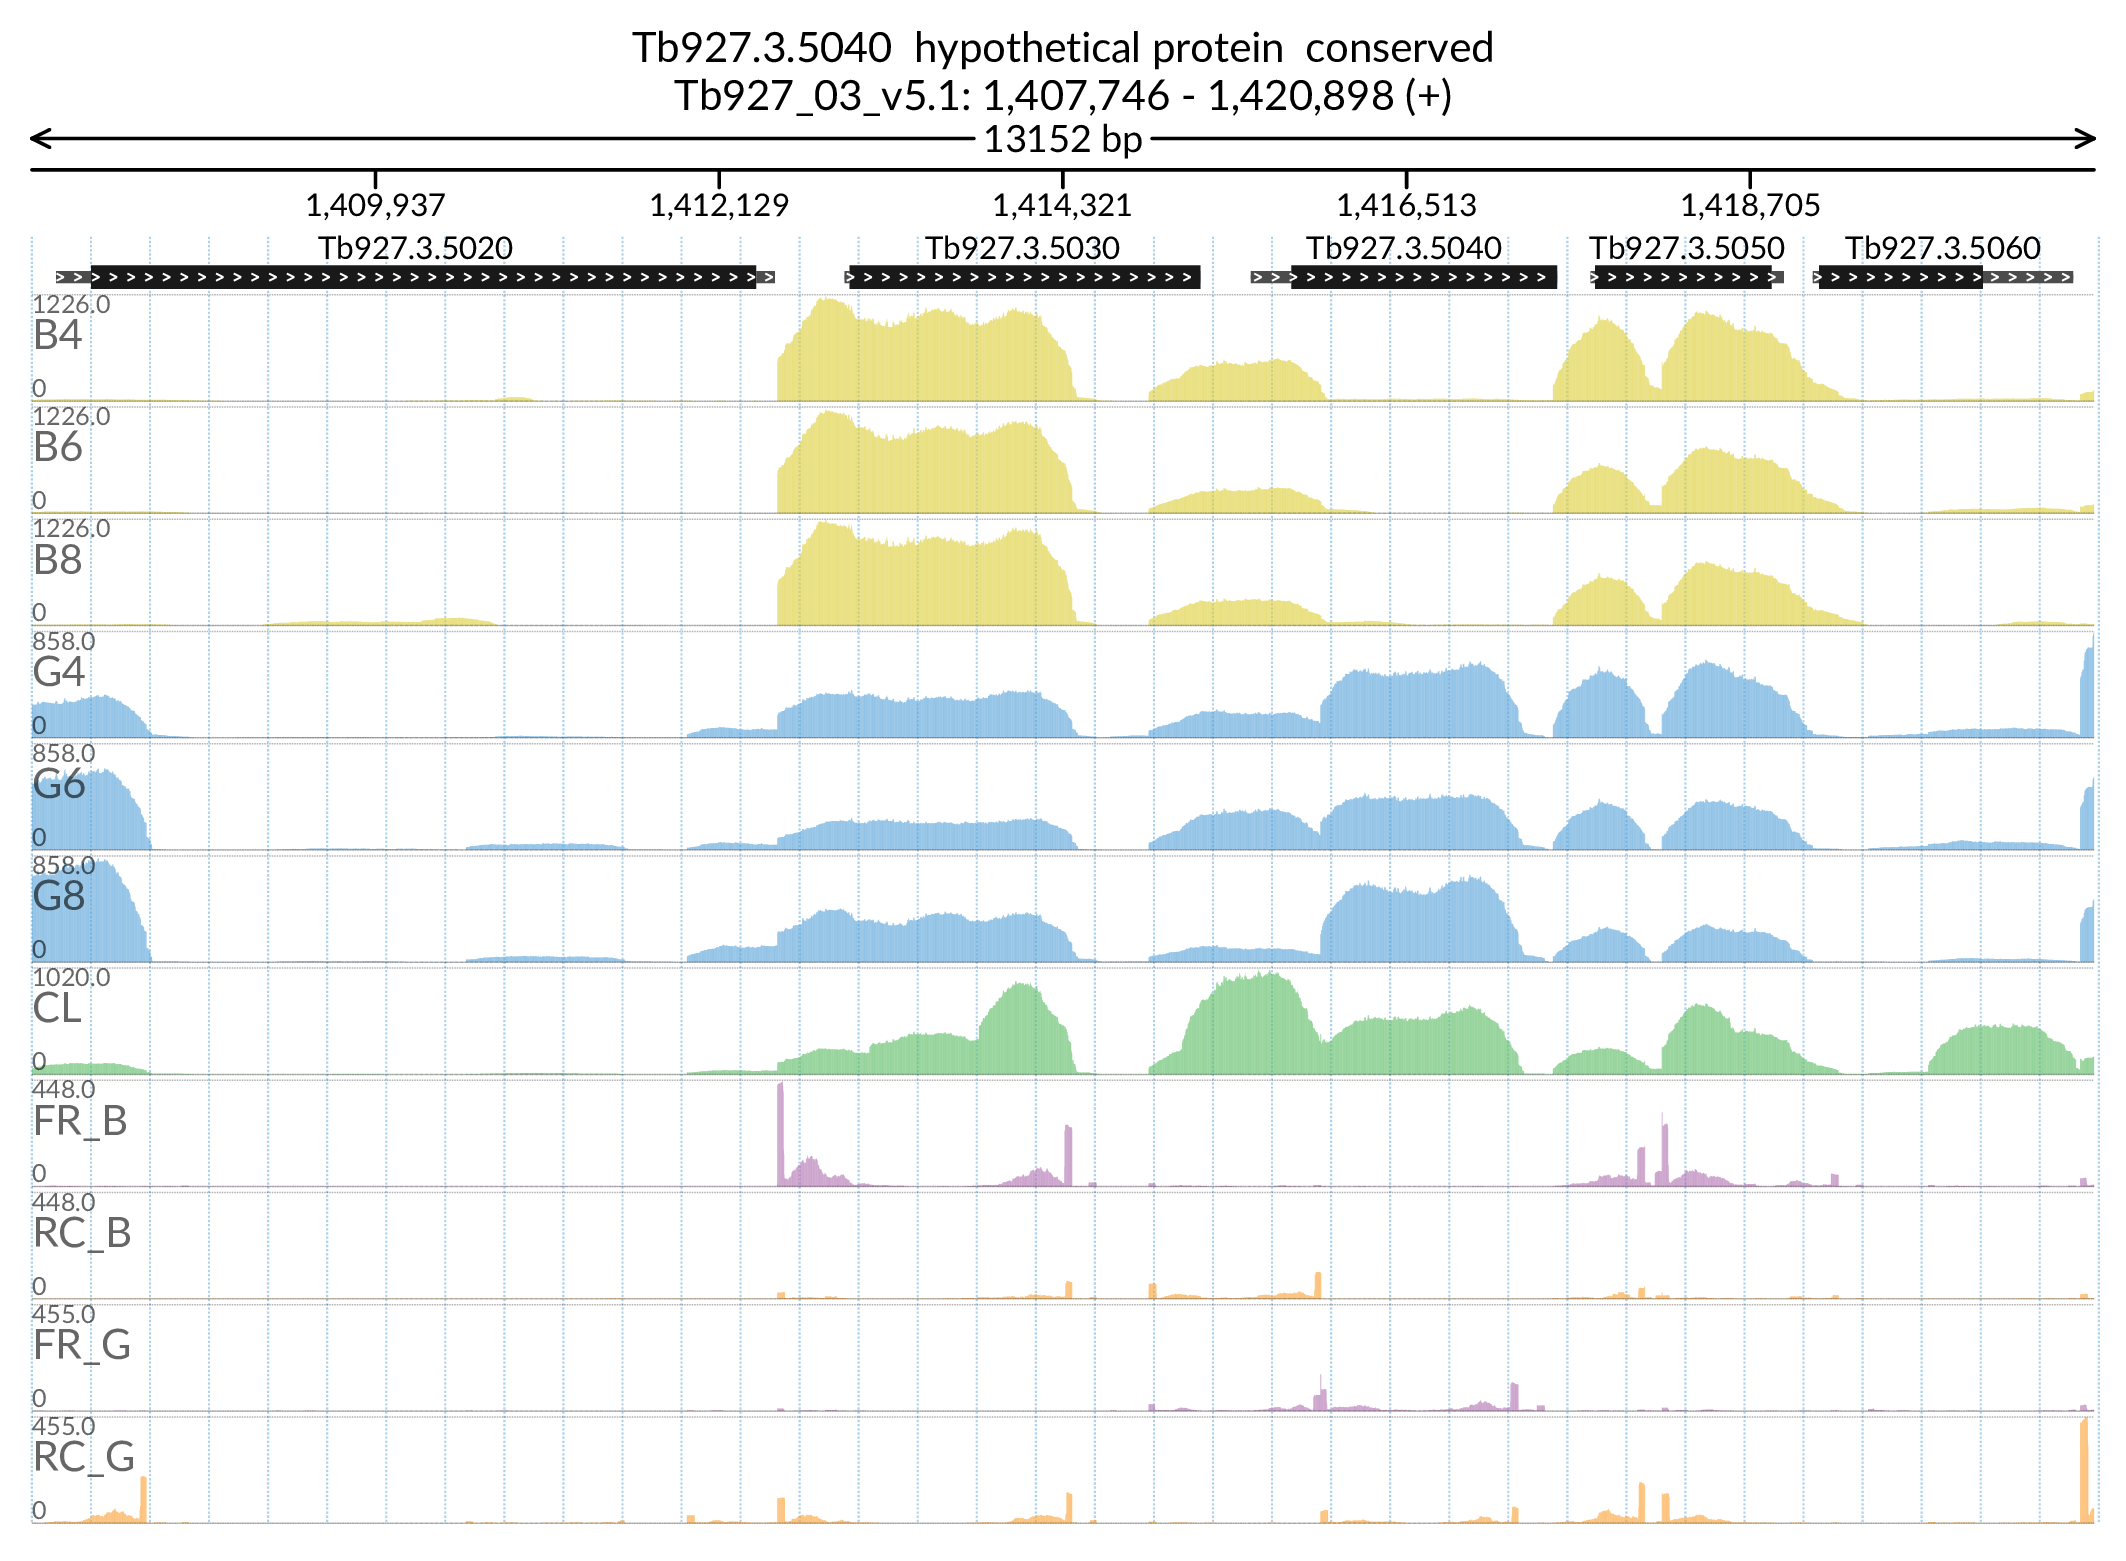 Tb927.3.5040 hypothetical protein conserved
Tb927_03_v5.1: 1,407,746 - 1,420,898 (+)
13152 bp
1,409,937 1,412,129 1,414,321 1,416,513 1,418,705
Tb927.3.5020 Tb927.3.5030 Tb927.3.5040 Tb927.3.5050 Tb927.3.5060
1226.0
B4
0
1226.0
B6
0
1226.0
B8
0
858.0
G4
0
858.0
G6
0
858.0
G8
0
1020.0
CL
0
448.0
FR_B
0
448.0
RC_B
0
455.0
FR_G
0
455.0
RC_G
0